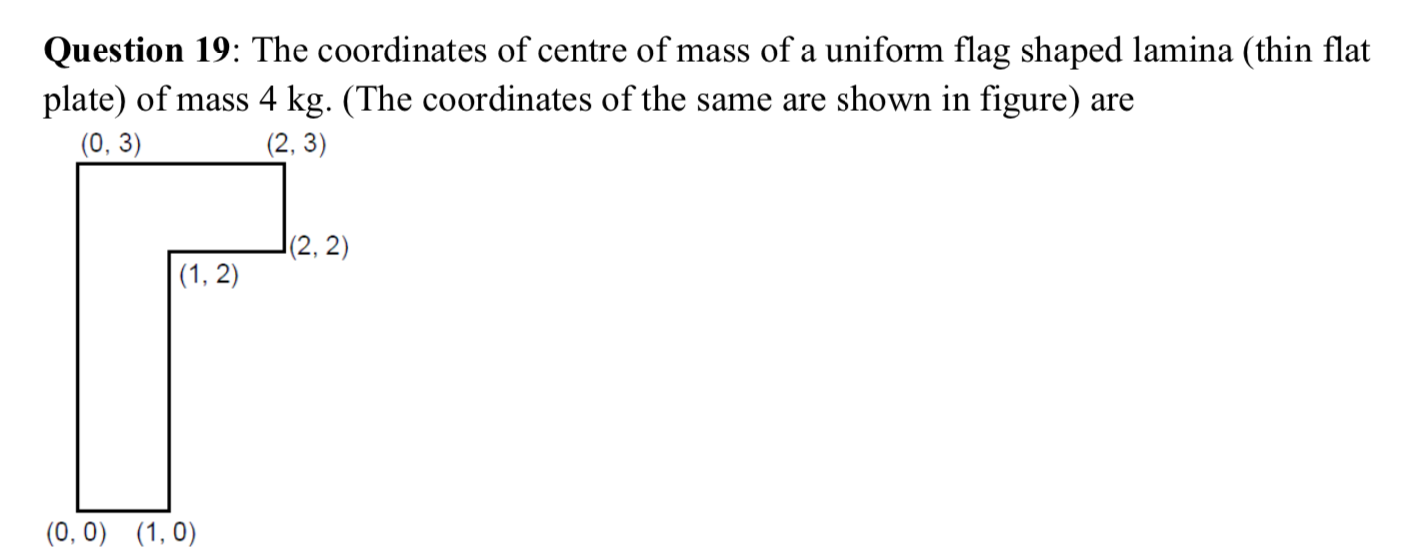 Question 19: The coordinates of centre of mass of a uniform flag shaped lamina (thin flat
plate) of mass 4 kg. (The coordinates of the same are shown in figure) are
(0, 3) (2, 3)
(2, 2)
(1, 2)
(0, 0) (1, 0)